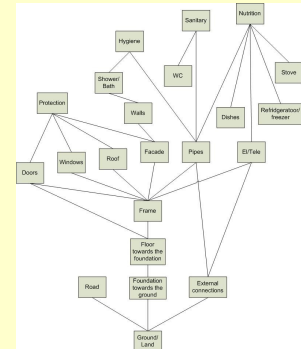 Nutrition
Sanitary
Hygiene
Stove
WC
Shower/
Bath
Refridgeratoor/
freezer
Protection
Dishes
Walls
Doors
Windows
Roof
Facade
Pipes
El/Tele
Frame
Floor
towards the
foundation
Road
Foundation
towards the
ground
External
connections
Ground/
Land